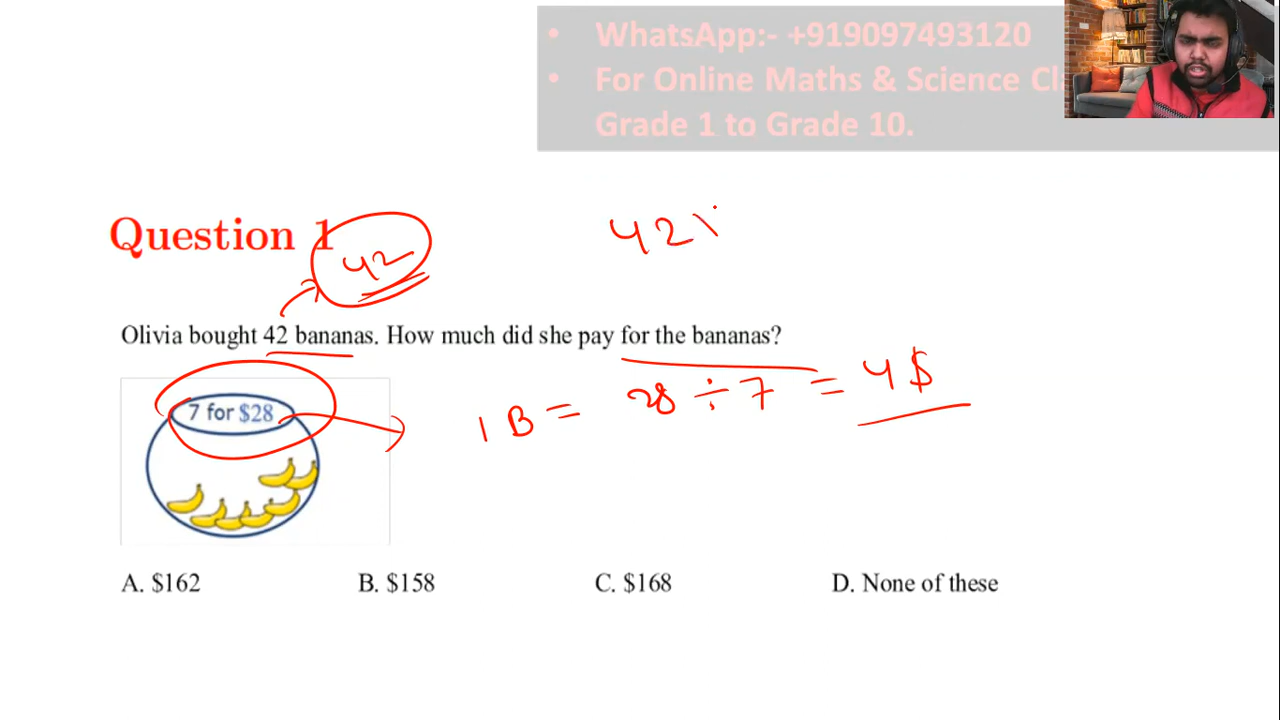 • WhatsApp:- +919097493120
• For Online Maths & Science
Grade 1 to Grade 10.
Question 1
42
42
Olivia bought 42 bananas. How much did she pay for the bananas?
7 for $28
1 B = 28 ÷ 7 = 4 $
A. $162
B. $158
C. $168
D. None of these